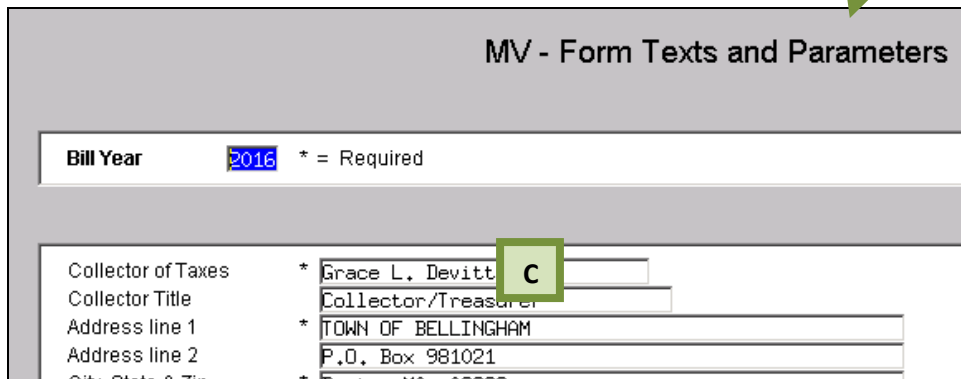 MV - Form Texts and Parameters
Bill Year 2016 * = Required
Collector of Taxes * Grace L. Devitt C
Collector Title Collector/Treasurer
Address line 1 * TOWN OF BELLINGHAM
Address line 2 P.O. Box 981021